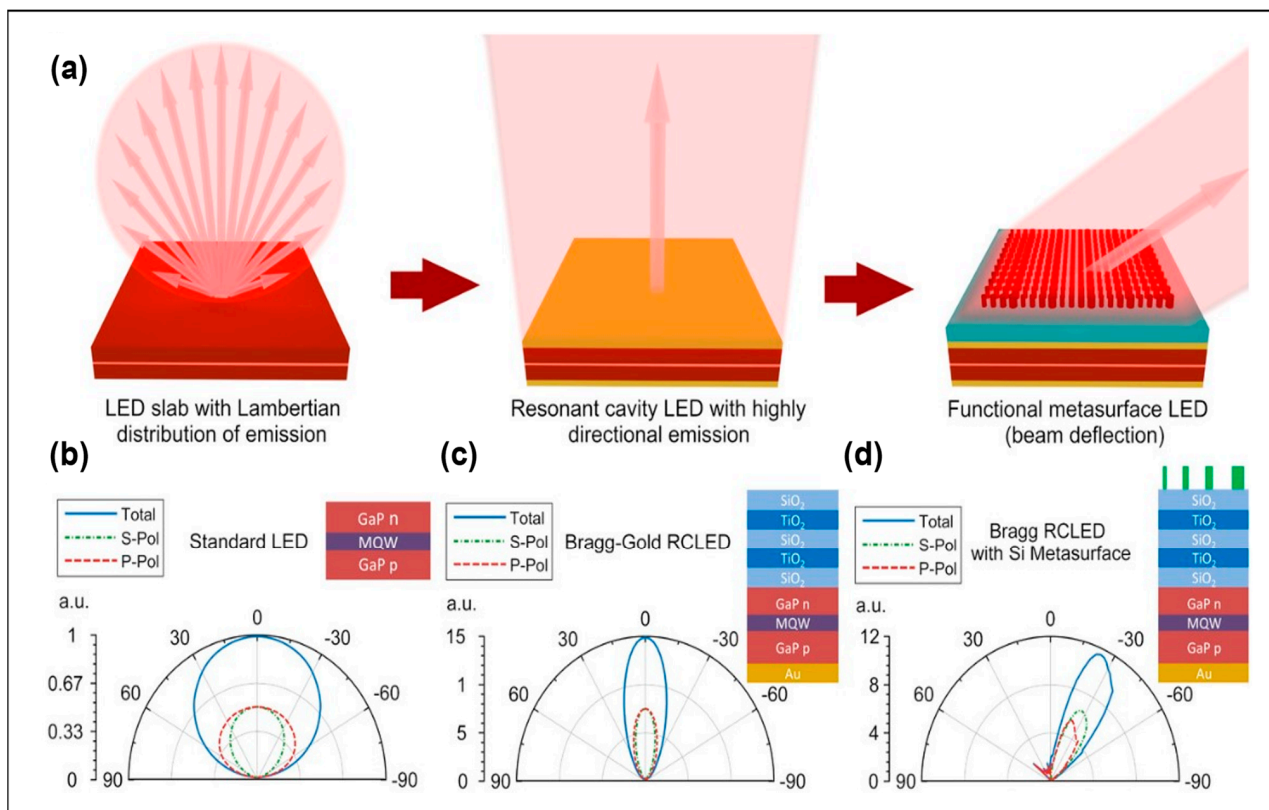 (a)
LED slab with Lambertian
distribution of emission
Resonant cavity LED with highly
directional emission
Functional metasurface LED
(beam deflection)
(b)
Total
S-Pol
P-Pol
Standard LED
GaP n
MQW
GaP p
a.u.
1
0.67
0.33
0
90
60
30
0
-30
-60
-90
(c)
Total
S-Pol
P-Pol
Bragg-Gold RCLED
SiO2
TiO2
SiO2
TiO2
SiO2
GaP n
MQW
GaP p
Au
a.u.
15
1
5
0
90
60
30
0
-30
-60
-90
(d)
Total
S-Pol
P-Pol
Bragg RCLED
with Si Metasurface
SiO2
TiO2
SiO2
TiO2
SiO2
GaP n
MQW
GaP p
Au
a.u.
12
8
4
0
90
60
30
0
-30
-60
-90